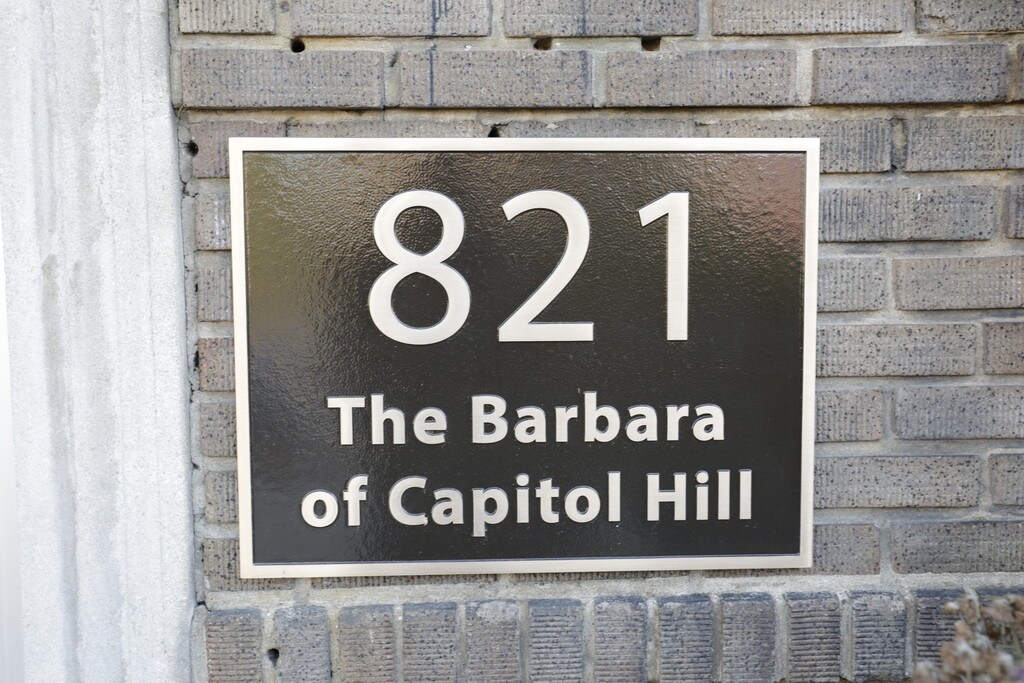 821
The Barbara
of Capitol Hill